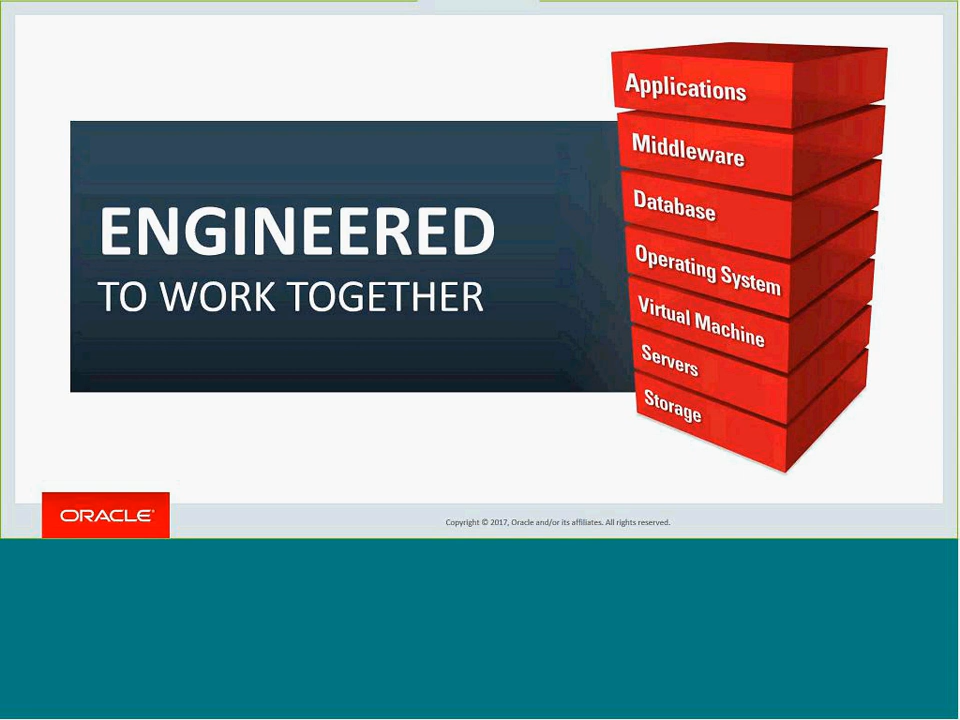 Applications
Middleware
Database
Operating System
Virtual Machine
Servers
Storage
ENGINEERED
TO WORK TOGETHER
ORACLE
Copyright © 2017, Oracle and/or its affiliates. All rights reserved.